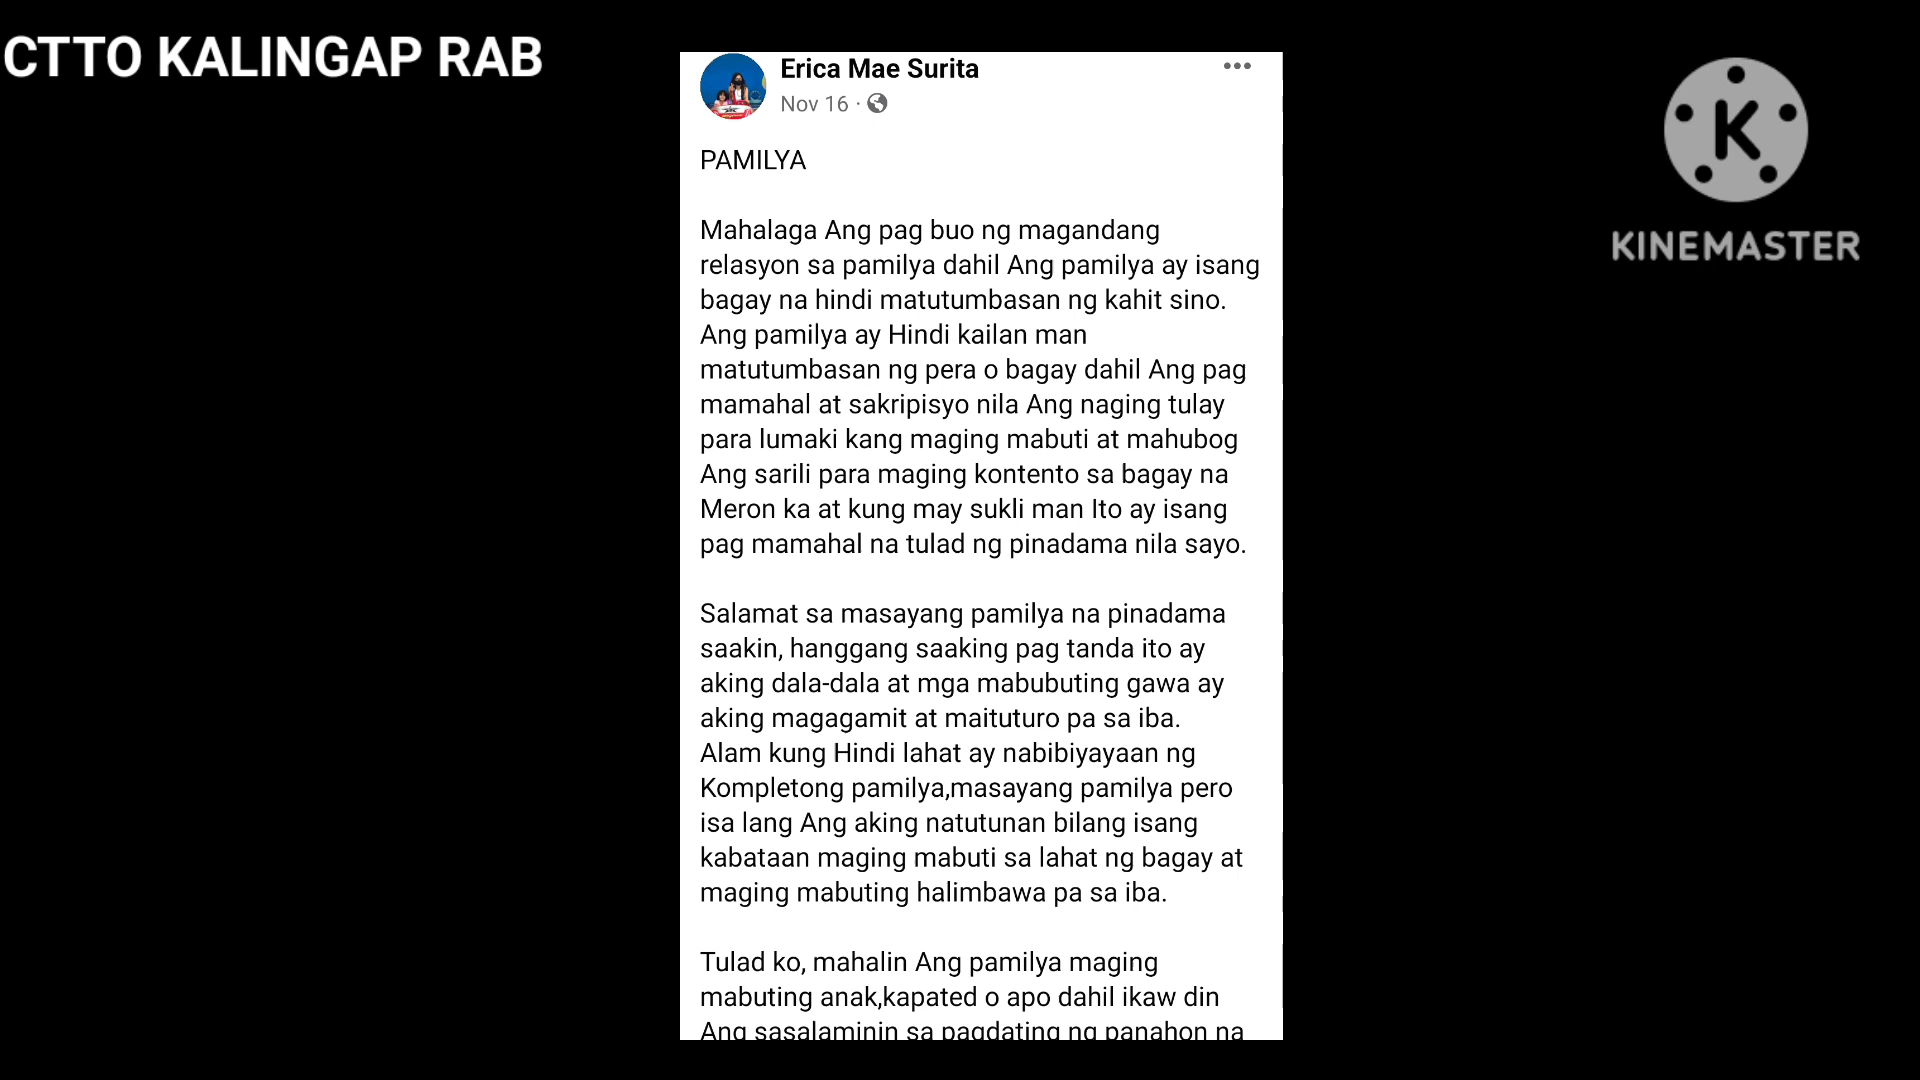 CTTO KALINGAP RAB
Erica Mae Surita
Nov 16 ·
PAMILYA
Mahalaga Ang pag buo ng magandang
relasyon sa pamilya dahil Ang pamilya ay isang
bagay na hindi matutumbasan ng kahit sino.
Ang pamilya ay Hindi kailan man
matutumbasan ng pera o bagay dahil Ang pag
mamahal at sakripisyo nila Ang naging tulay
para lumaki kang maging mabuti at mahubog
Ang sarili para maging kontento sa bagay na
Meron ka at kung may sukli man Ito ay isang
pag mamahal na tulad ng pinadama nila sayo.
Salamat sa masayang pamilya na pinadama
saakin, hanggang saaking pag tanda ito ay
aking dala-dala at mga mabubuting gawa ay
aking magagamit at maituturo pa sa iba.
Alam kung Hindi lahat ay nabibiyayaan ng
Kompletong pamilya,masayang pamilya pero
isa lang Ang aking natutunan bilang isang
kabataan maging mabuti sa lahat ng bagay at
maging mabuting halimbawa pa sa iba.
Tulad ko, mahalin Ang pamilya maging
mabuting anak,kapated o apo dahil ikaw din
Ang sasalaminin sa pagdating ng panahon na
K
KINEMASTER